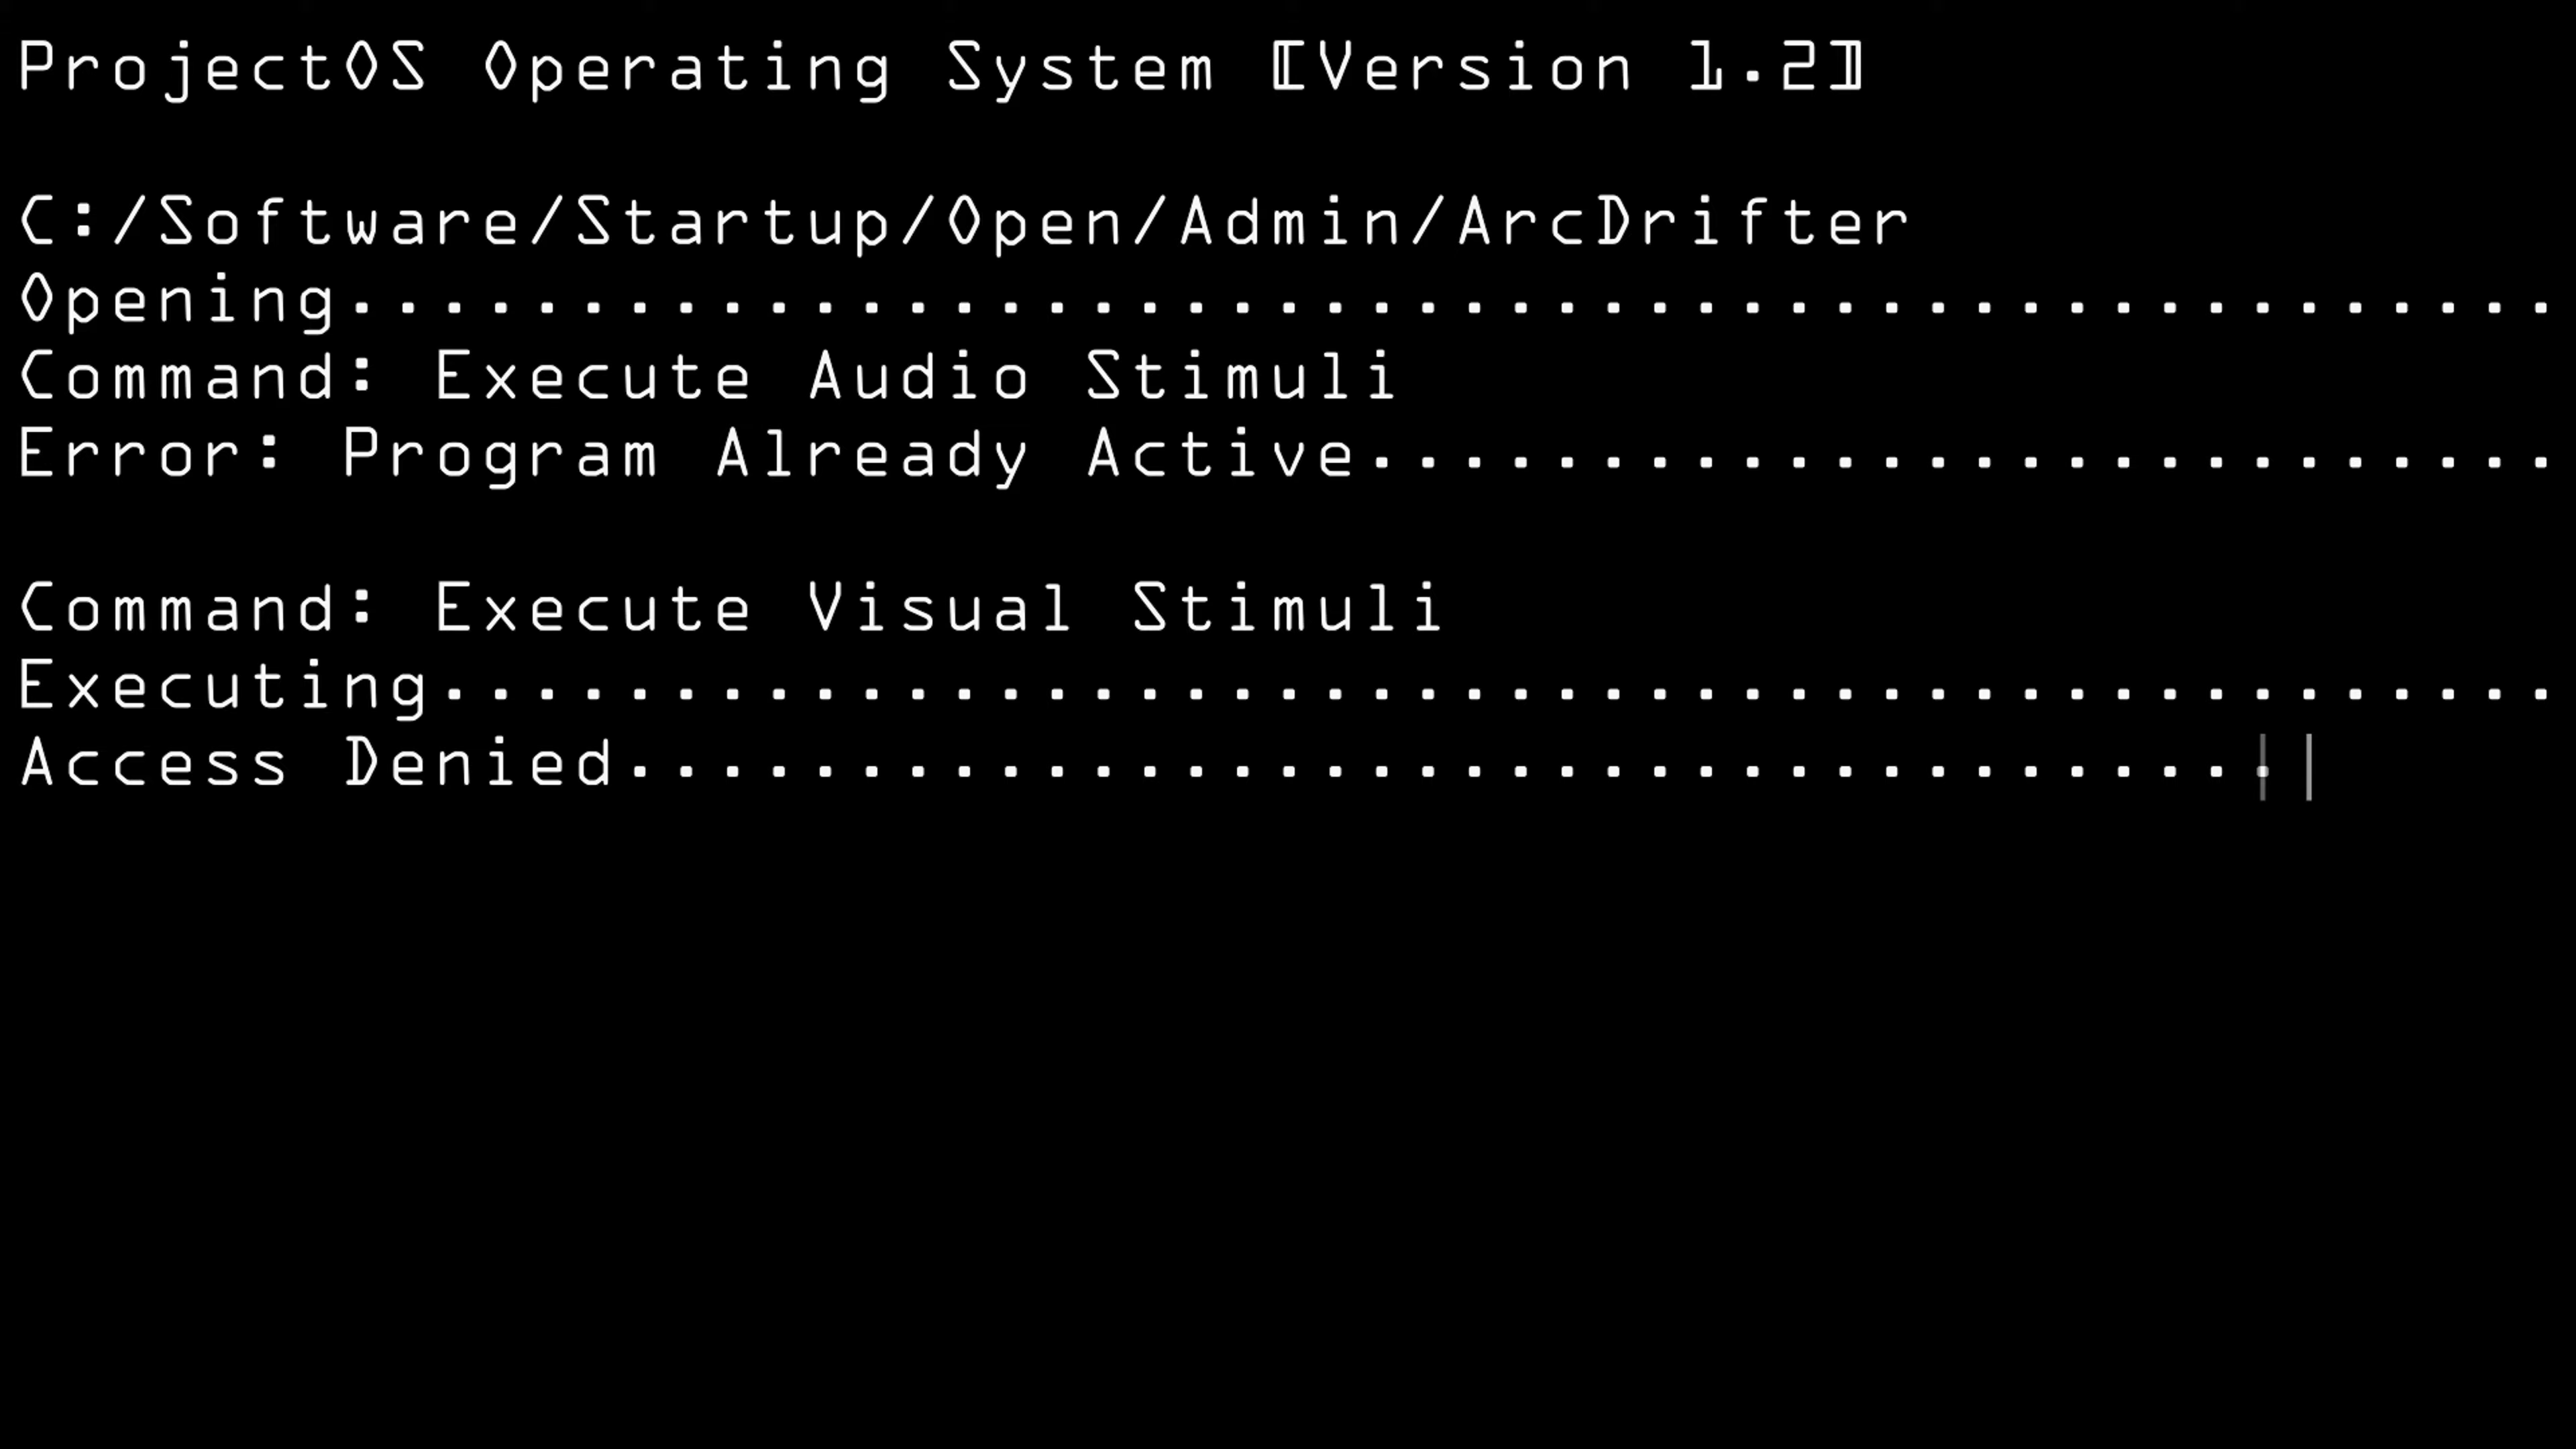 ProjectOS Operating System [Version 1.2]
C:/Software/Startup/Open/Admin/ArcDrifter
Opening................................................
Command: Execute Audio Stimuli
Error: Program Already Active..........................
Command: Execute Visual Stimuli
Executing..............................................
Access Denied....................................